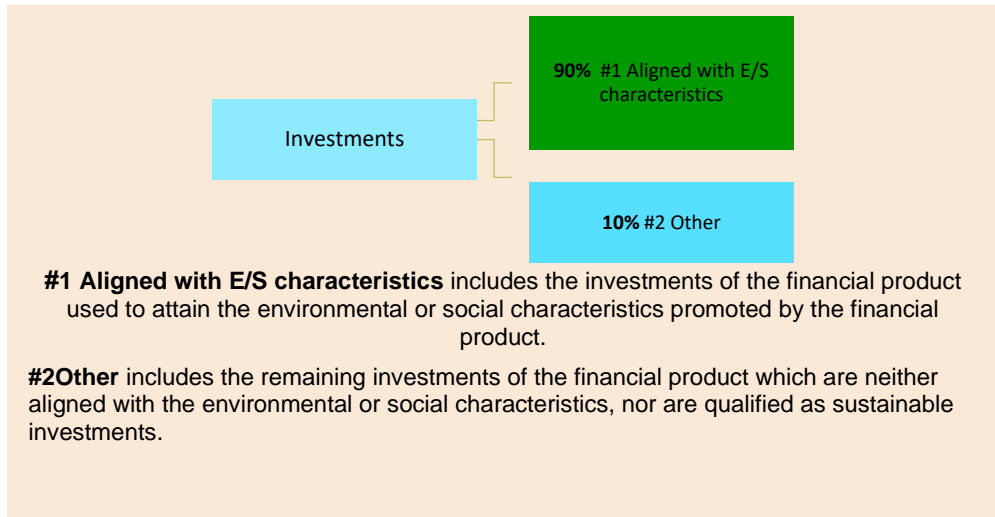 90% #1 Aligned with E/S
characteristics
Investments
10% #2 Other
#1 Aligned with E/S characteristics includes the investments of the financial product
used to attain the environmental or social characteristics promoted by the financial
product.
#2Other includes the remaining investments of the financial product which are neither
aligned with the environmental or social characteristics, nor are qualified as sustainable
investments.